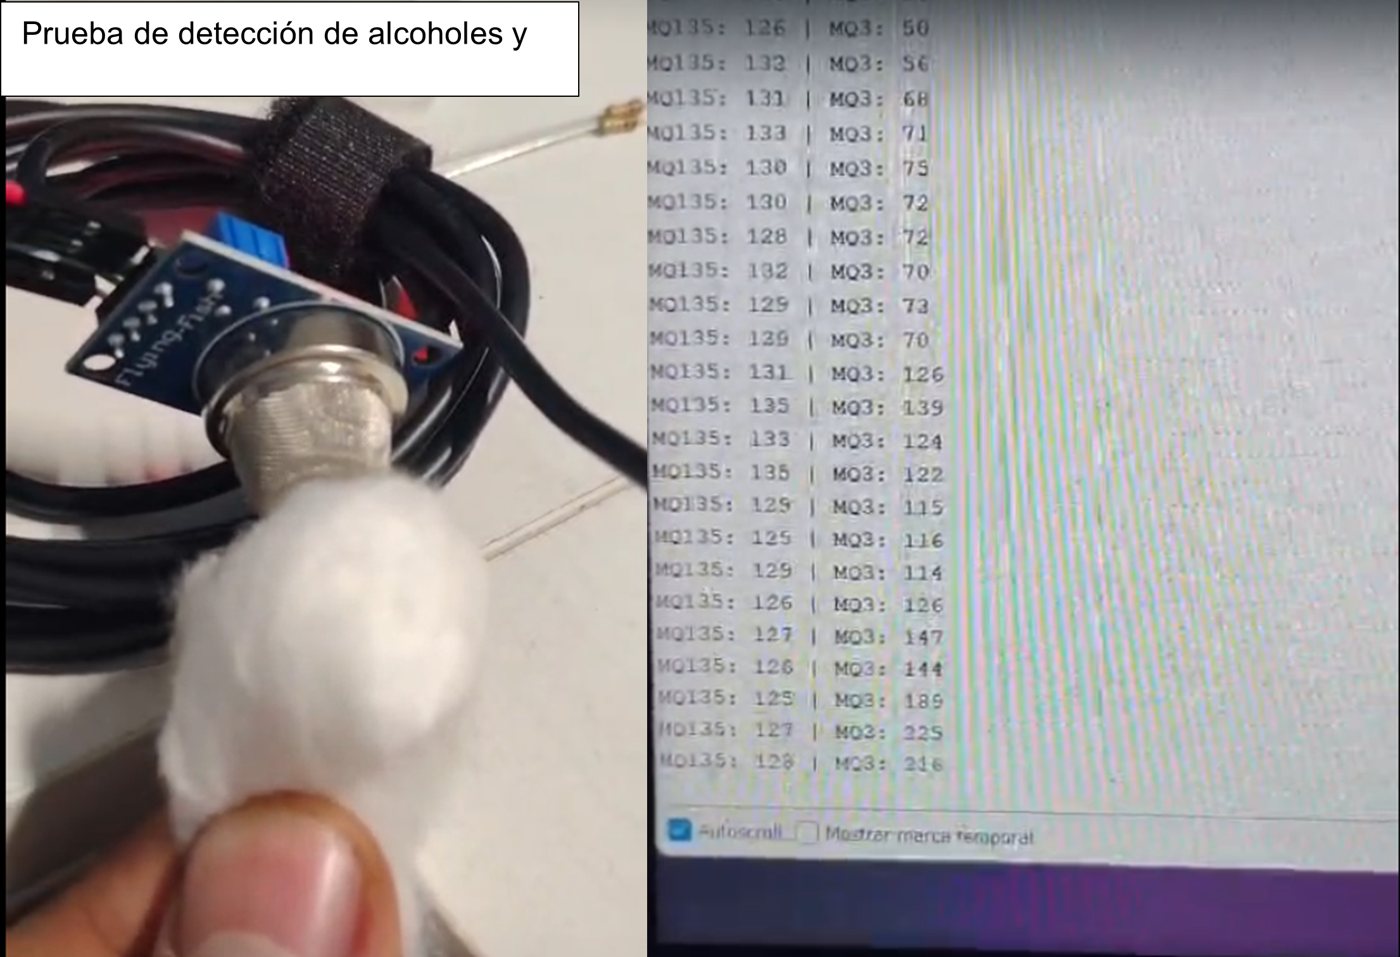 Prueba de detección de alcoholes y
Flying-Fish
MQ135: 126 | MQ3: 50
MQ135: 132 | MQ3: 56
MQ135: 131 | MQ3: 68
MQ135: 133 | MQ3: 71
MQ135: 130 | MQ3: 75
MQ135: 130 | MQ3: 72
MQ135: 128 | MQ3: 72
MQ135: 132 | MQ3: 70
MQ135: 129 | MQ3: 73
MQ135: 129 | MQ3: 70
MQ135: 131 | MQ3: 126
MQ135: 135 | MQ3: 139
MQ135: 133 | MQ3: 124
MQ135: 135 | MQ3: 122
MQ135: 129 | MQ3: 115
MQ135: 125 | MQ3: 116
MQ135: 129 | MQ3: 114
MQ135: 126 | MQ3: 126
MQ135: 127 | MQ3: 147
MQ135: 126 | MQ3: 144
MQ135: 125 | MQ3: 189
MQ135: 127 | MQ3: 225
MQ135: 128 | MQ3: 216
Autoscroll Mostrar marca temporal